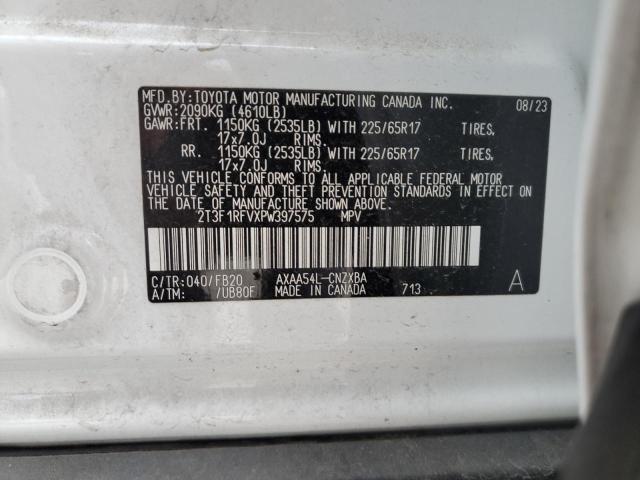 MFD.BY:TOYOTA MOTOR MANUFACTURING CANADA INC. 08/23
GVWR:2090KG (4610LB)
GAWR:FRT. 1150KG (2535LB) WITH 225/65R17 TIRES,
17x7.0J RIMS.
RR. 1150KG (2535LB) WITH 225/65R17 TIRES,
17x7.0J RIMS.
THIS VEHICLE CONFORMS TO ALL APPLICABLE FEDERAL MOTOR
VEHICLE SAFETY AND THEFT PREVENTION STANDARDS IN EFFECT ON
THE DATE OF MANUFACTURE SHOWN ABOVE.
2T3F1RFVXPW397575 MPV
C/TR:040/FB20 AXAA54L-CNZXBA
A/TM: /UB80F MADE IN CANADA 713 A